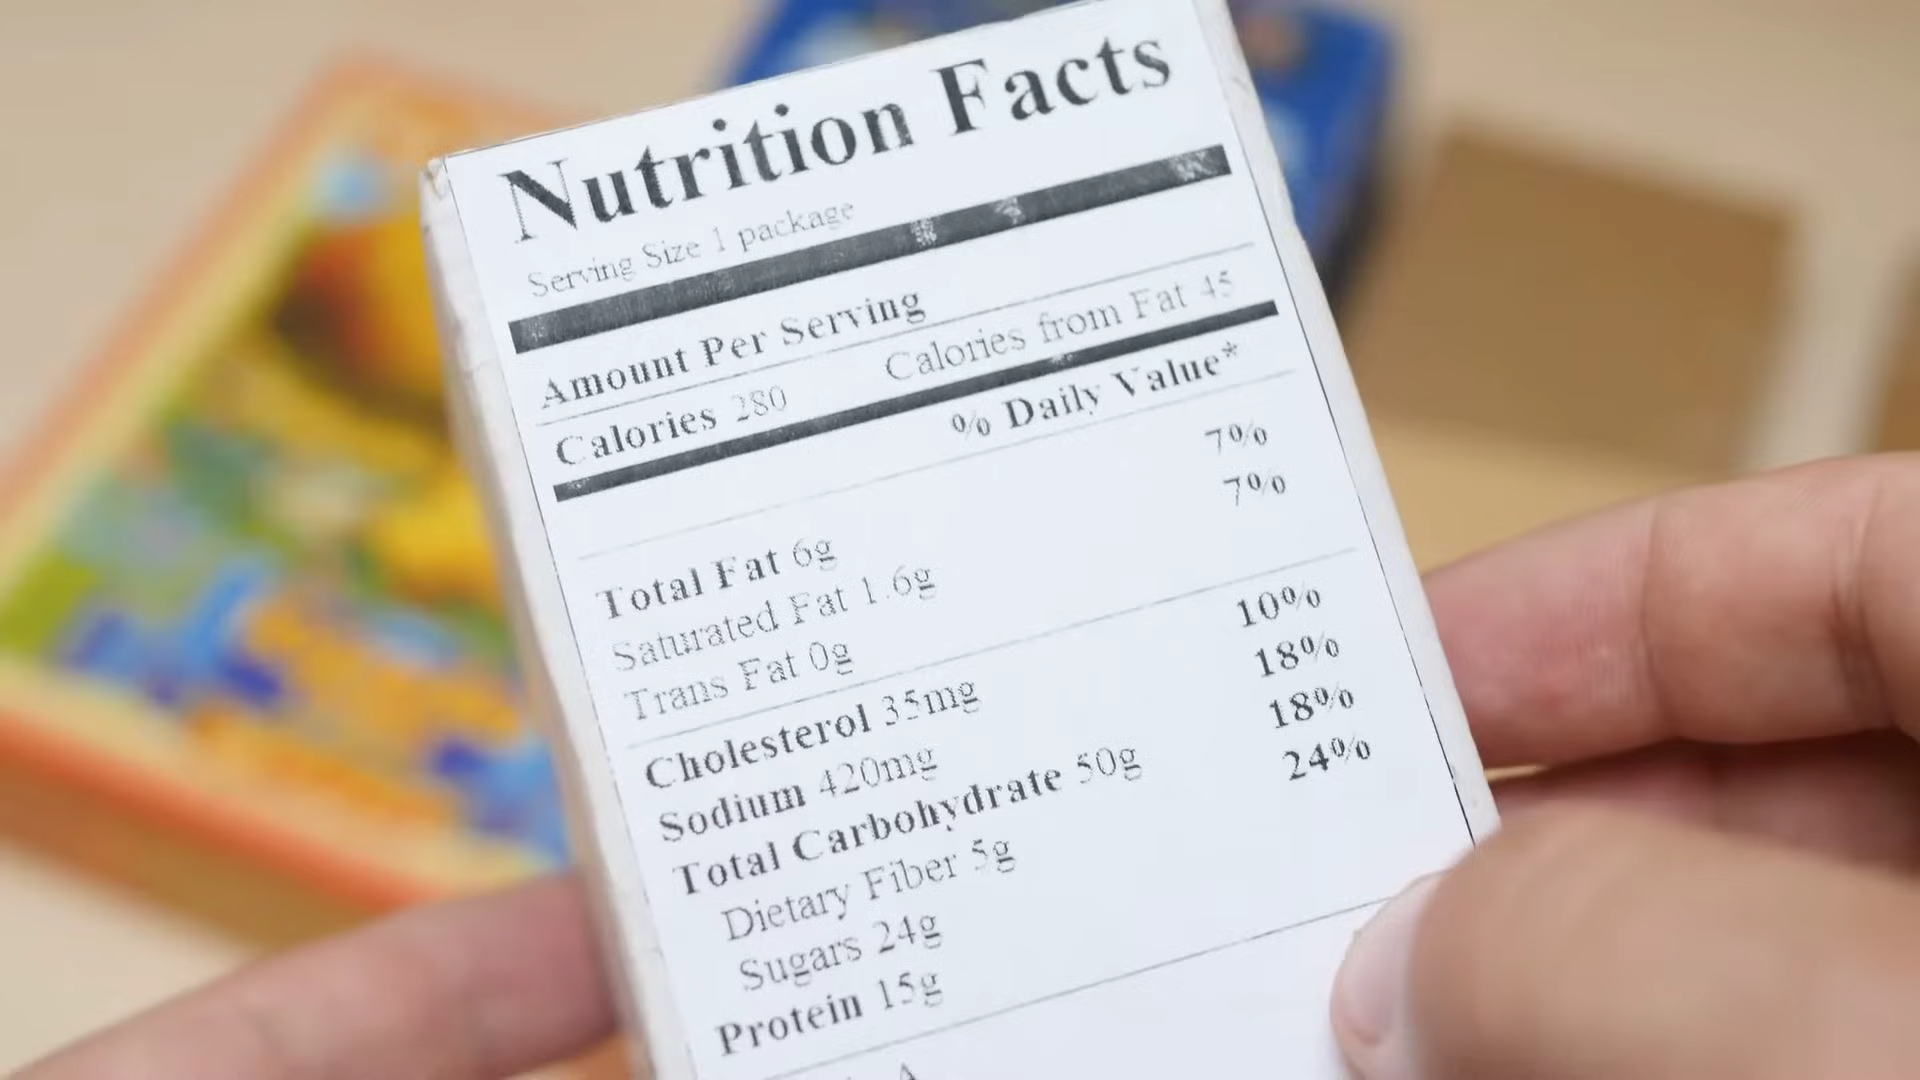 Nutrition Facts
Serving Size 1 package
Amount Per Serving
Calories 280 Calories from Fat 45
% Daily Value*
7%
7%
Total Fat 6g
Saturated Fat 1.6g
Trans Fat 0g
10%
18%
18%
24%
Cholesterol 35mg
Sodium 420mg
Total Carbohydrate 50g
Dietary Fiber 5g
Sugars 24g
Protein 15g